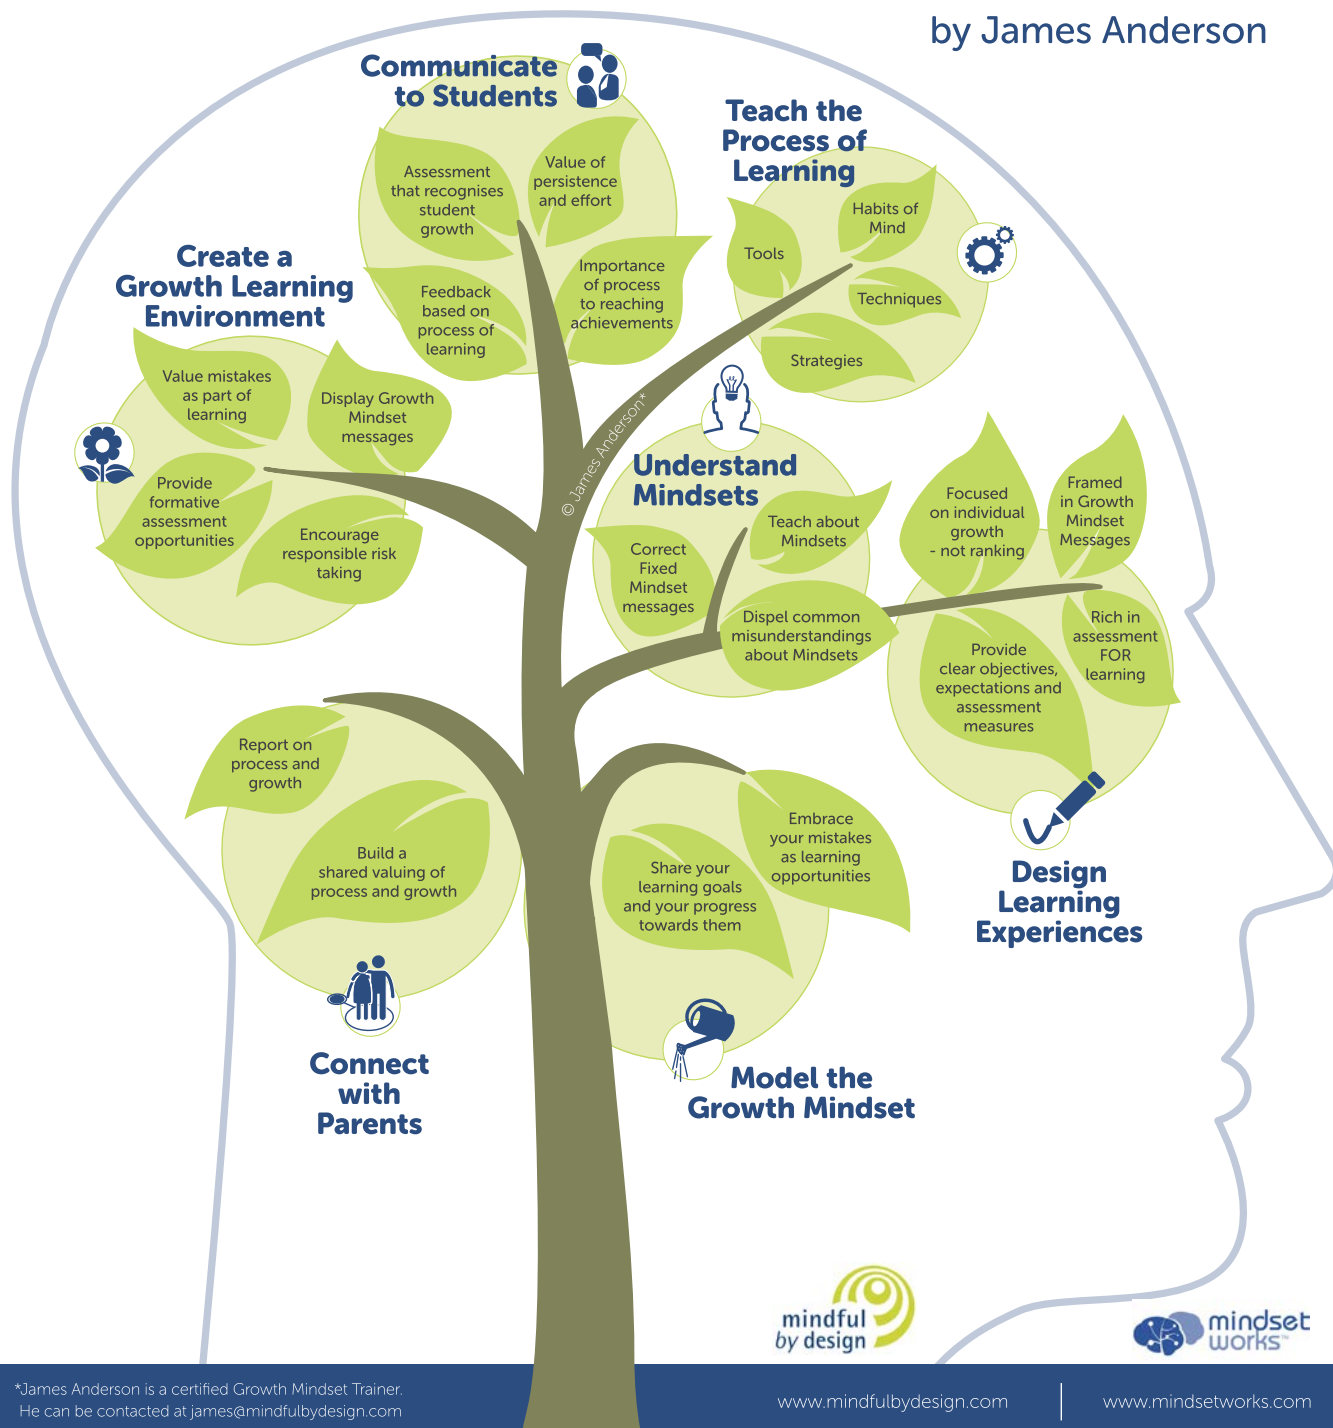 by James Anderson
Communicate
to Students
Assessment
that recognises
student
growth
Value of
persistence
and effort
Feedback
based on
process of
learning
Importance
of process
to reaching
achievements
Teach the
Process of
Learning
Habits of
Mind
Tools
Techniques
Strategies
Create a
Growth Learning
Environment
Value mistakes
as part of
learning
Display Growth
Mindset
messages
Provide
formative
assessment
opportunities
Encourage
responsible risk
taking
© James Anderson*
Understand
Mindsets
Teach about
Mindsets
Correct
Fixed
Mindset
messages
Dispel common
misunderstandings
about Mindsets
Focused
on individual
growth
- not ranking
Framed
in Growth
Mindset
Messages
Provide
clear objectives,
expectations and
assessment
measures
Rich in
assessment
FOR
learning
Design
Learning
Experiences
Report on
process and
growth
Build a
shared valuing of
process and growth
Connect
with
Parents
Share your
learning goals
and your progress
towards them
Embrace
your mistakes
as learning
opportunities
Model the
Growth Mindset
mindful
by design
mindset
works™
*James Anderson is a certified Growth Mindset Trainer.
He can be contacted at james@mindfulbydesign.com
www.mindfulbydesign.com
www.mindsetworks.com